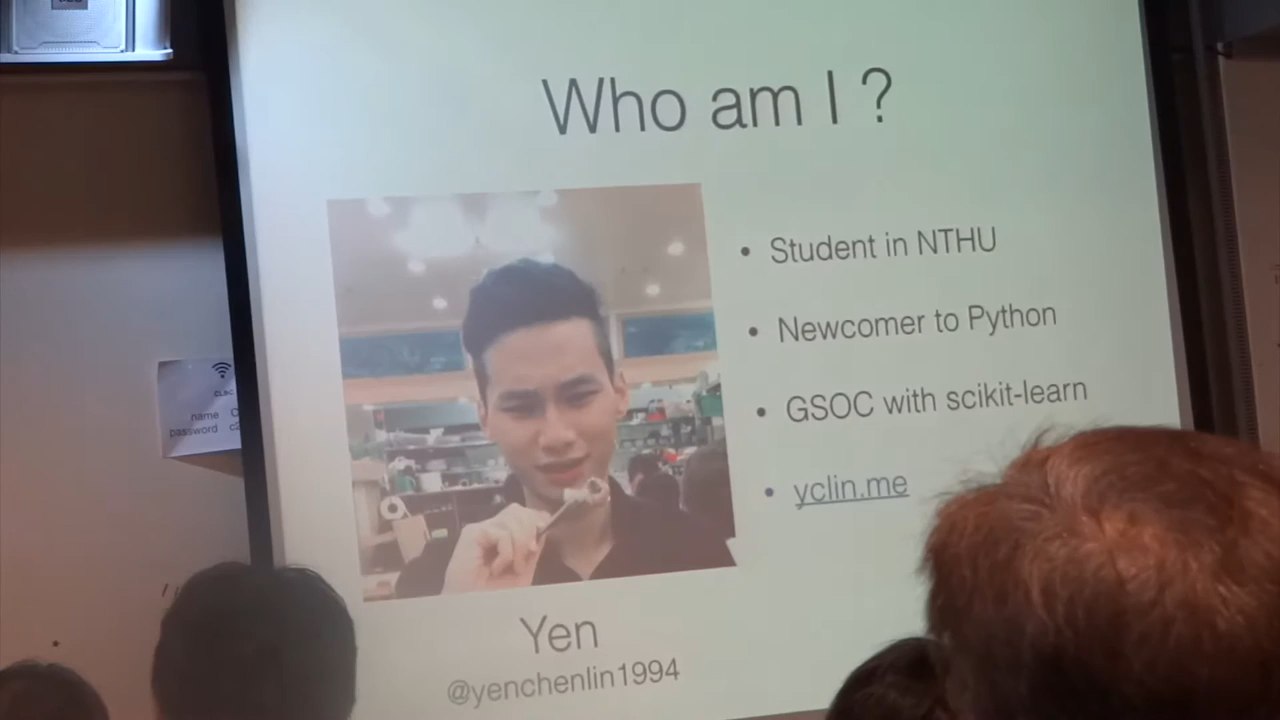 Who am I ?
• Student in NTHU
• Newcomer to Python
• GSOC with scikit-learn
• yclin.me
Yen
@yenchenlin1994
name
password